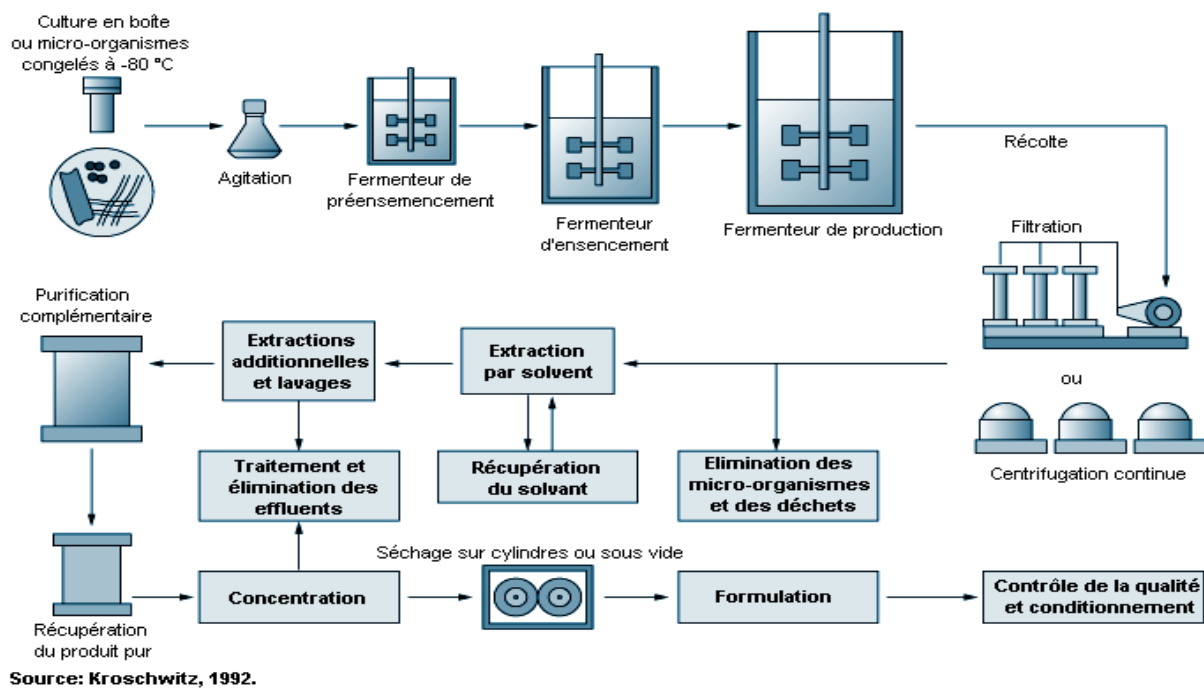 Culture en boîte
ou micro-organismes
congelés à -80 °C
Agitation
Fermenteur de
préensemencement
Fermenteur
d'ensencement
Fermenteur de production
Récolte
Filtration
ou
Centrifugation continue
Purification
complémentaire
Extractions
additionnelles
et lavages
Extraction
par solvent
Traitement et
élimination des
effluents
Récupération
du solvant
Elimination des
micro-organismes
et des déchets
Récupération
du produit pur
Concentration
Séchage sur cylindres ou sous vide
Formulation
Contrôle de la qualité
et conditionnement
Source: Kroschwitz, 1992.